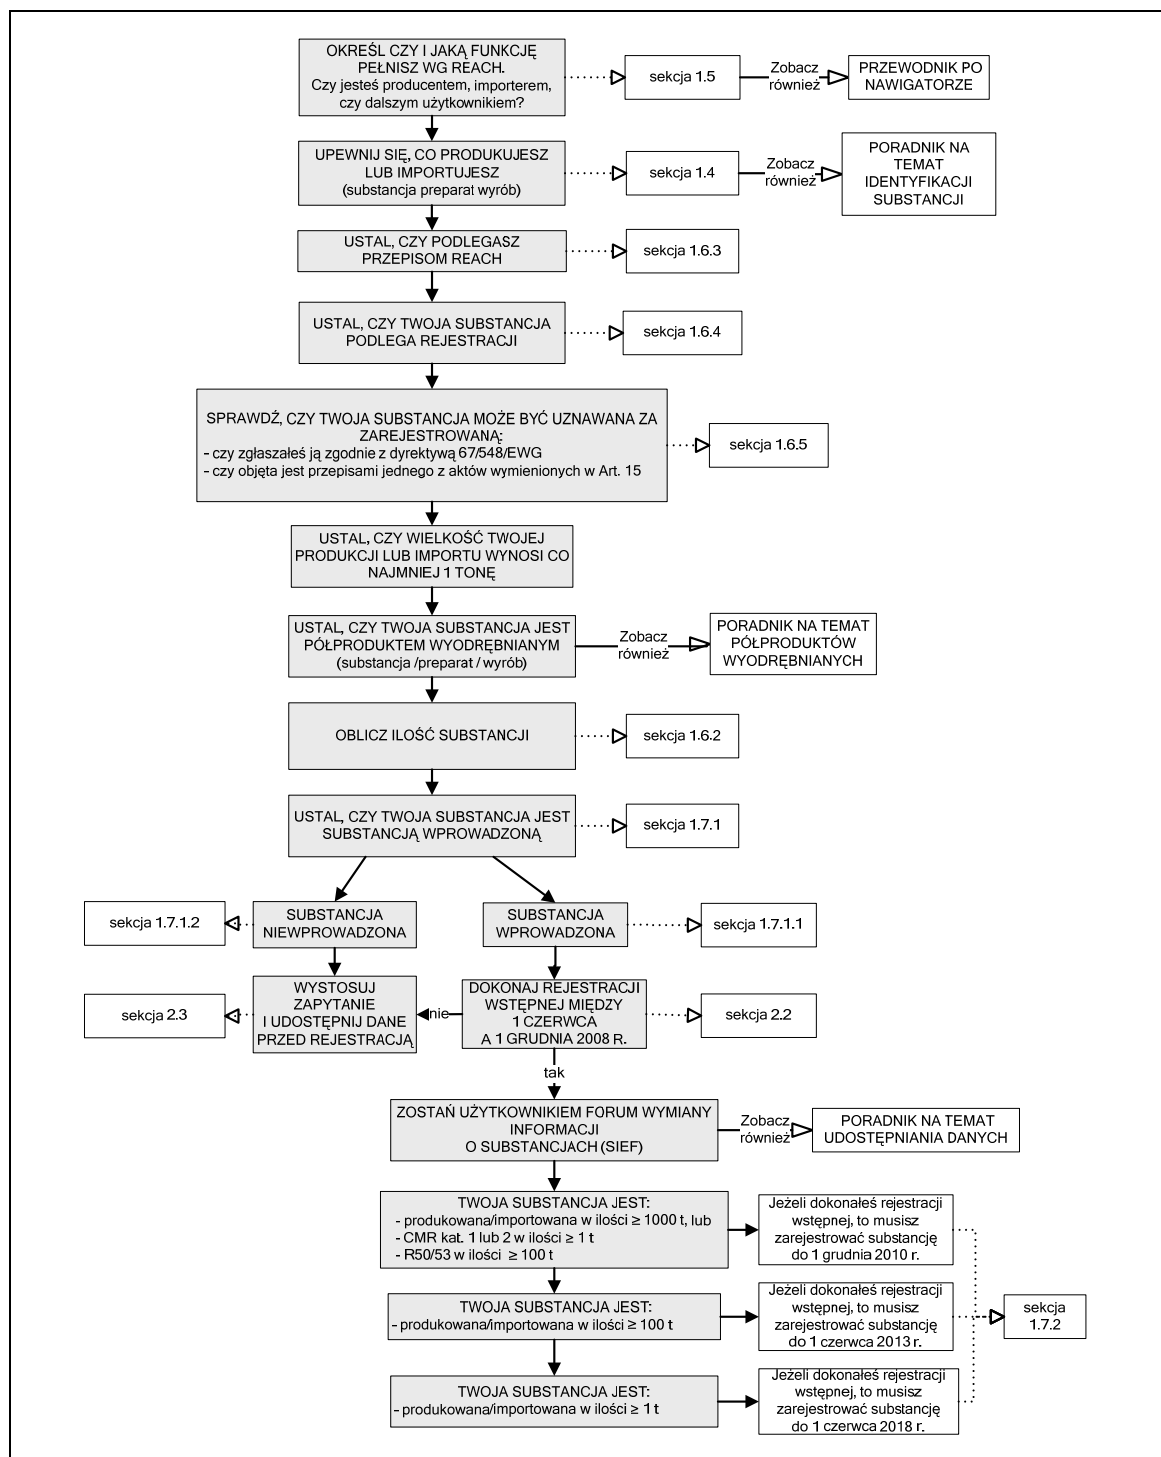 OKREŚL CZY I JAKĄ FUNKCJĘ
PEŁNISZ WG REACH.
Czy jesteś producentem, importerem,
czy dalszym użytkownikiem?
sekcja 1.5
Zobacz
również
PRZEWODNIK PO
NAWIGATORZE
UPEWNIJ SIĘ, CO PRODUKUJESZ
LUB IMPORTUJESZ
(substancja preparat wyrób)
sekcja 1.4
Zobacz
również
PORADNIK NA
TEMAT
IDENTYFIKACJI
SUBSTANCJI
USTAL, CZY PODLEGASZ
PRZEPISOM REACH
sekcja 1.6.3
USTAL, CZY TWOJA SUBSTANCJA
PODLEGA REJESTRACJI
sekcja 1.6.4
SPRAWDŹ, CZY TWOJA SUBSTANCJA MOŻE BYĆ UZNAWANA ZA
ZAREJESTROWANĄ:
- czy zgłaszałeś ją zgodnie z dyrektywą 67/548/EWG
- czy objęta jest przepisami jednego z aktów wymienionych w Art. 15
sekcja 1.6.5
USTAL, CZY WIELKOŚĆ TWOJEJ
PRODUKCJI LUB IMPORTU WYNOSI CO
NAJMNIEJ 1 TONĘ
USTAL, CZY TWOJA SUBSTANCJA JEST
PÓŁPRODUKTEM WYODRĘBNIANYM
(substancja /preparat / wyrób)
Zobacz
również
PORADNIK NA TEMAT
PÓŁPRODUKTÓW
WYODRĘBNIANYCH
OBLICZ ILOŚĆ SUBSTANCJI
sekcja 1.6.2
USTAL, CZY TWOJA SUBSTANCJA JEST
SUBSTANCJĄ WPROWADZONĄ
sekcja 1.7.1
sekcja 1.7.1.2
SUBSTANCJA
NIEWPROWADZONA
SUBSTANCJA
WPROWADZONA
sekcja 1.7.1.1
sekcja 2.3
WYSTOSUJ
ZAPYTANIE
I UDOSTĘPNIJ DANE
PRZED REJESTRACJĄ
nie
DOKONAJ REJESTRACJI
WSTĘPNEJ MIĘDZY
1 CZERWCA
A 1 GRUDNIA 2008 R.
sekcja 2.2
tak
ZOSTAŃ UŻYTKOWNIKIEM FORUM WYMIANY
INFORMACJI
O SUBSTANCJACH (SIEF)
Zobacz
również
PORADNIK NA TEMAT
UDOSTĘPNIANIA DANYCH
TWOJA SUBSTANCJA JEST:
- produkowana/importowana w ilości ≥ 1000 t, lub
- CMR kat. 1 lub 2 w ilości ≥ 1 t
- R50/53 w ilości ≥ 100 t
Jeżeli dokonałeś rejestracji
wstępnej, to musisz
zarejestrować substancję
do 1 grudnia 2010 r.
TWOJA SUBSTANCJA JEST:
- produkowana/importowana w ilości ≥ 100 t
Jeżeli dokonałeś rejestracji
wstępnej, to musisz
zarejestrować substancję
do 1 czerwca 2013 r.
sekcja
1.7.2
TWOJA SUBSTANCJA JEST:
- produkowana/importowana w ilości ≥ 1 t
Jeżeli dokonałeś rejestracji
wstępnej, to musisz
zarejestrować substancję
do 1 czerwca 2018 r.